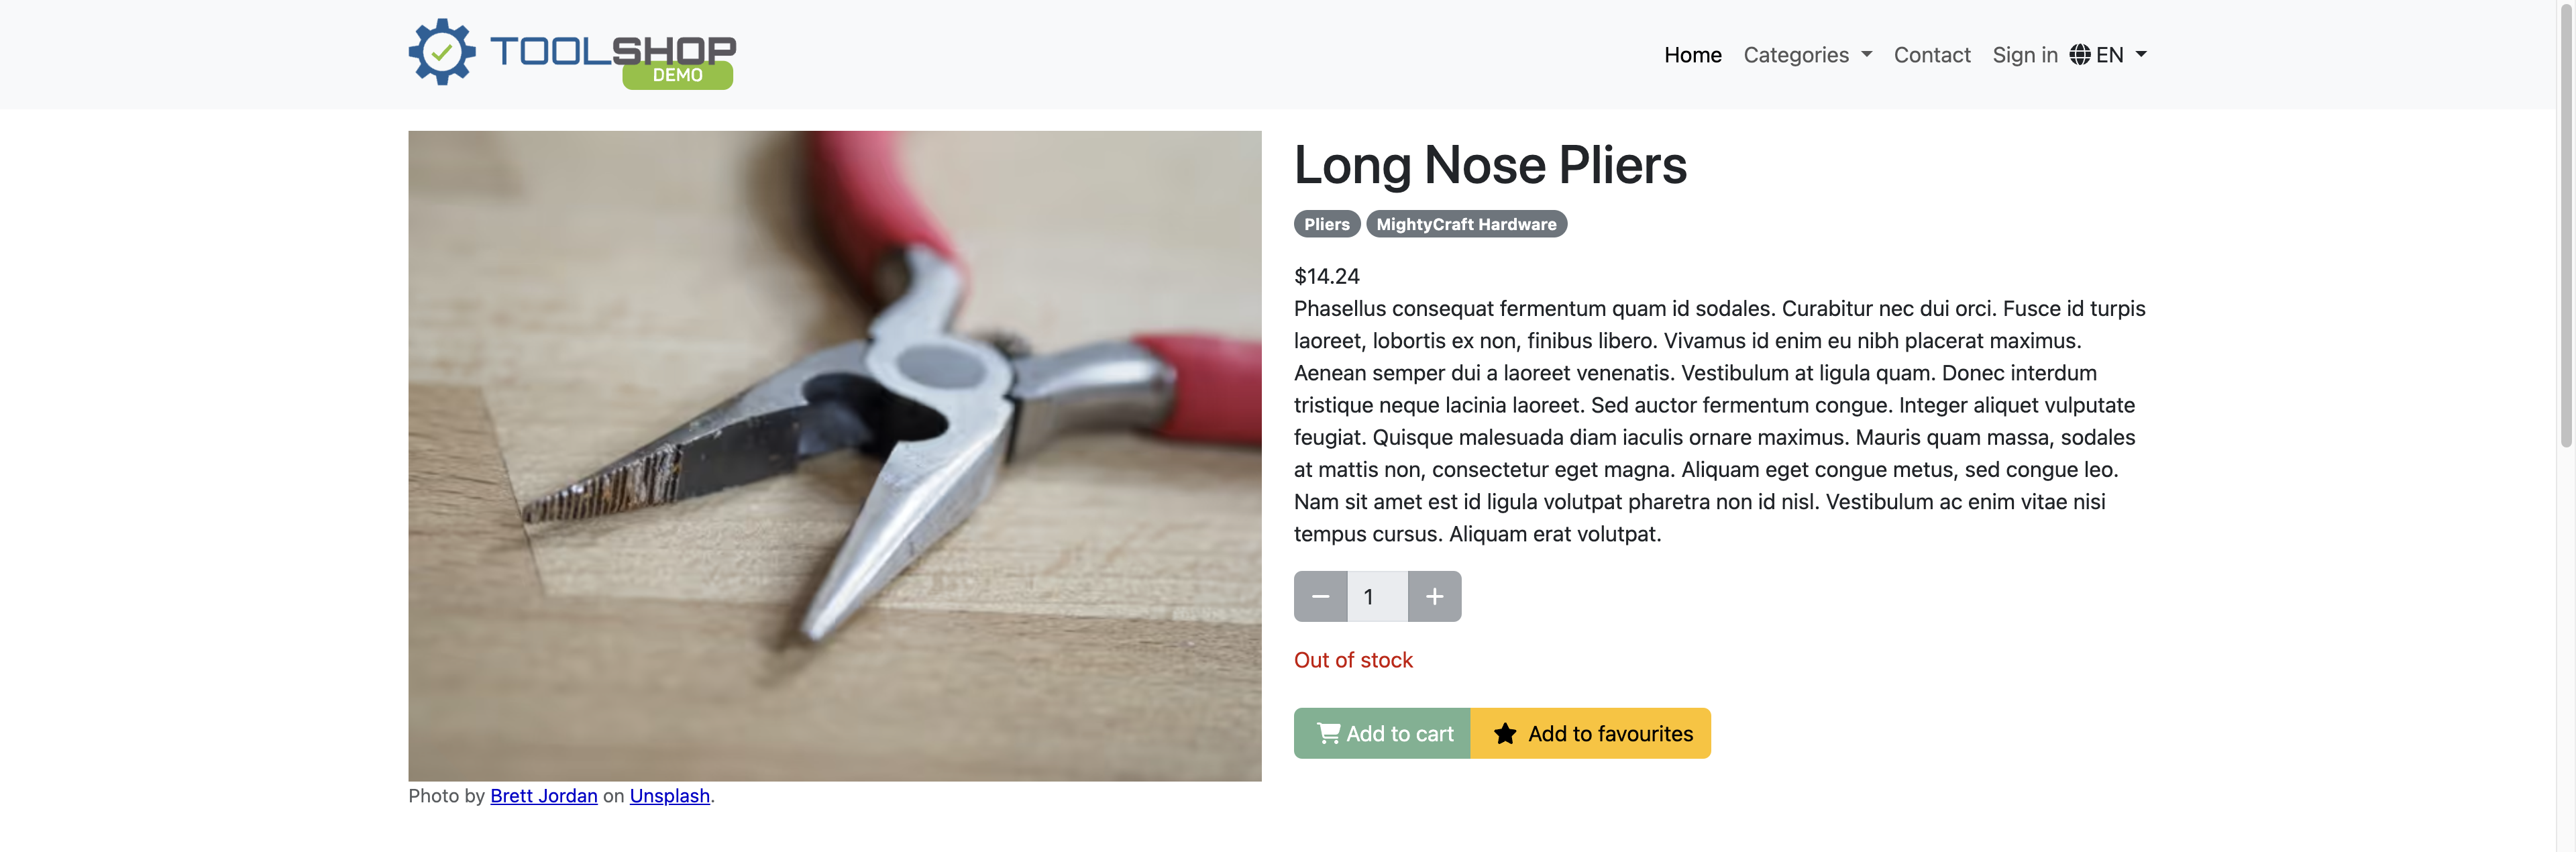 TOOLSHOP
DEMO
Home Categories Contact Sign in EN
Long Nose Pliers
Pliers MightyCraft Hardware
$14.24
Phasellus consequat fermentum quam id sodales. Curabitur nec dui orci. Fusce id turpis
laoreet, lobortis ex non, finibus libero. Vivamus id enim eu nibh placerat maximus.
Aenean semper dui a laoreet venenatis. Vestibulum at ligula quam. Donec interdum
tristique neque lacinia laoreet. Sed auctor fermentum congue. Integer aliquet vulputate
feugiat. Quisque malesuada diam iaculis ornare maximus. Mauris quam massa, sodales
at mattis non, consectetur eget magna. Aliquam eget congue metus, sed congue leo.
Nam sit amet est id ligula volutpat pharetra non id nisl. Vestibulum ac enim vitae nisi
tempus cursus. Aliquam erat volutpat.
1
Out of stock
Add to cart Add to favourites
Photo by Brett Jordan on Unsplash.